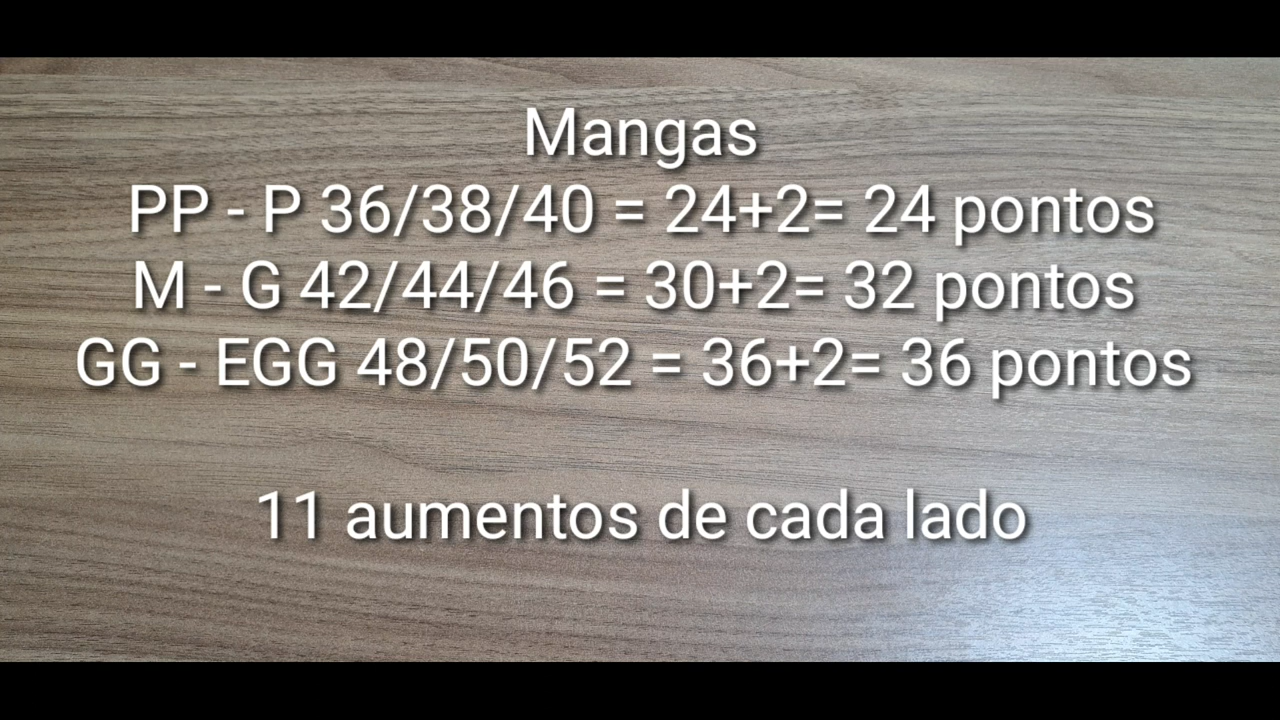 Mangas
PP - P 36/38/40 = 24+2= 24 pontos
M - G 42/44/46 = 30+2= 32 pontos
GG - EGG 48/50/52 = 36+2= 36 pontos
11 aumentos de cada lado